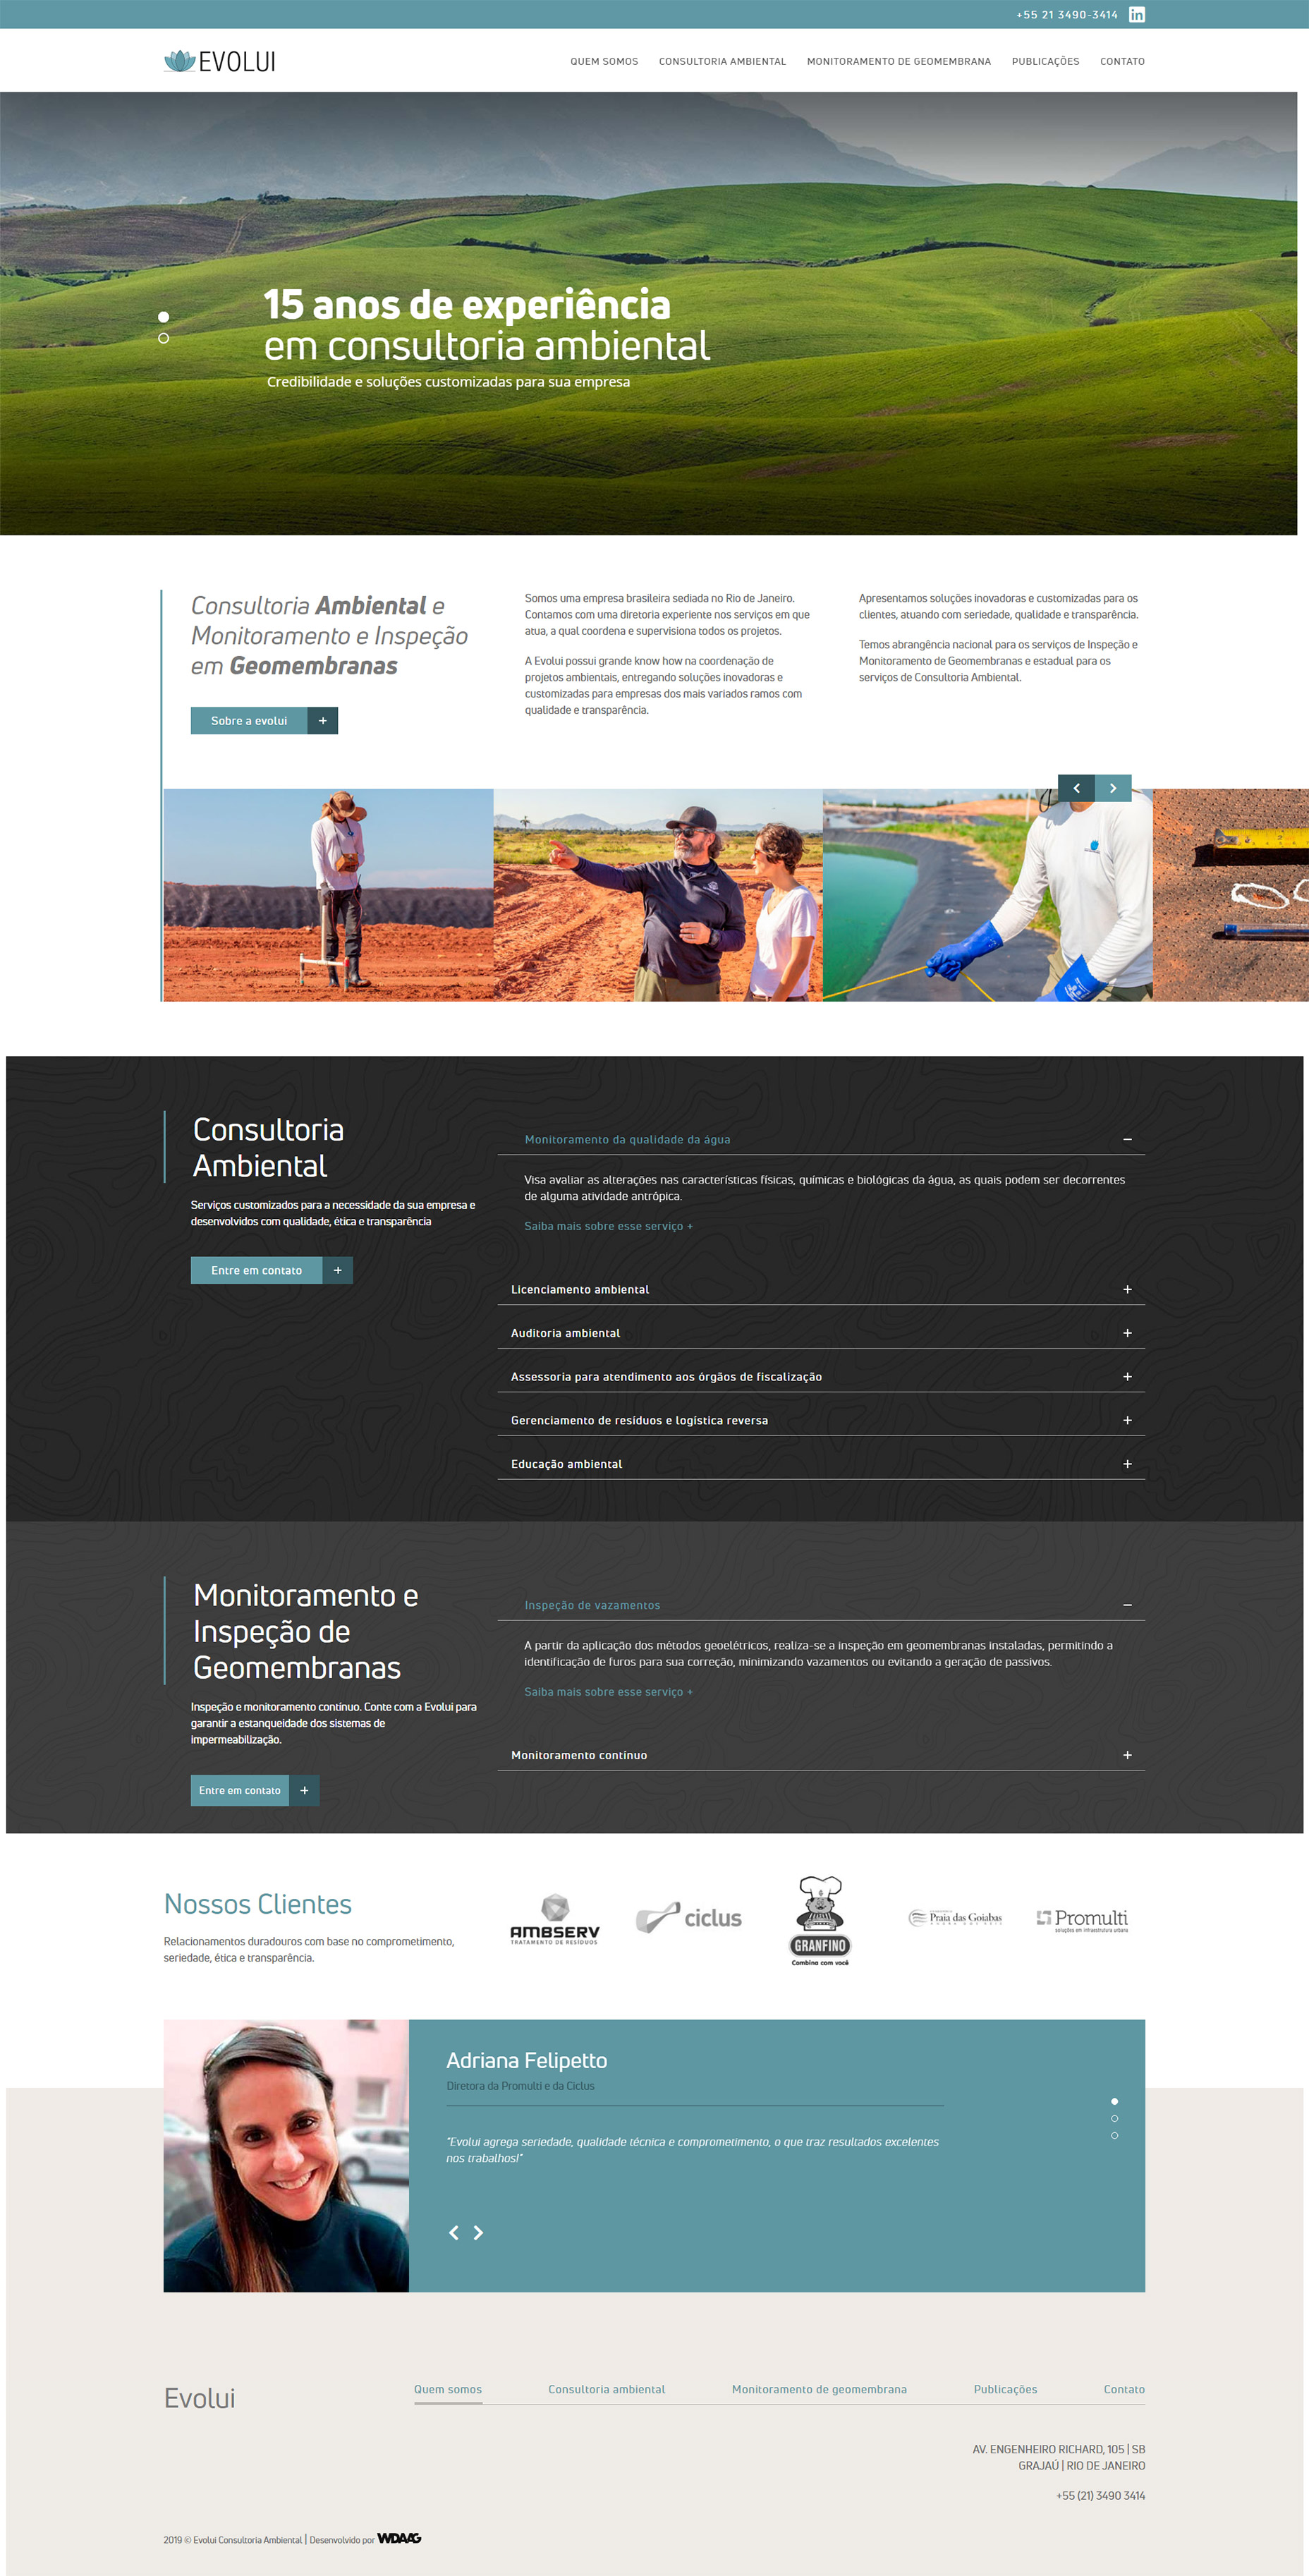 +55 21 3490-3414
EVOLUI
QUEM SOMOS CONSULTORIA AMBIENTAL MONITORAMENTO DE GEOMEMBRANA PUBLICAÇÕES CONTATO
15 anos de experiência
em consultoria ambiental
Credibilidade e soluções customizadas para sua empresa
Consultoria Ambiental e
Monitoramento e Inspeção
em Geomembranas
Sobre a evolui +
Somos uma empresa brasileira sediada no Rio de Janeiro.
Contamos com uma diretoria experiente nos serviços em que
atua, a qual coordena e supervisiona todos os projetos.
A Evolui possui grande know how na coordenação de
projetos ambientais, entregando soluções inovadoras e
customizadas para empresas dos mais variados ramos com
qualidade e transparência.
Apresentamos soluções inovadoras e customizadas para os
clientes, atuando com seriedade, qualidade e transparência.
Temos abrangência nacional para os serviços de Inspeção e
Monitoramento de Geomembranas e estadual para os
serviços de Consultoria Ambiental.
Consultoria
Ambiental
Serviços customizados para a necessidade da sua empresa e
desenvolvidos com qualidade, ética e transparência
Entre em contato +
Monitoramento da qualidade da água
Visa avaliar as alterações nas características físicas, químicas e biológicas da água, as quais podem ser decorrentes
de alguma atividade antrópica.
Saiba mais sobre esse serviço +
Licenciamento ambiental +
Auditoria ambiental +
Assessoria para atendimento aos órgãos de fiscalização +
Gerenciamento de resíduos e logística reversa +
Educação ambiental +
Monitoramento e
Inspeção de
Geomembranas
Inspeção e monitoramento contínuo. Conte com a Evolui para
garantir a estanqueidade dos sistemas de
impermeabilização.
Entre em contato +
Inspeção de vazamentos
A partir da aplicação dos métodos geoelétricos, realiza-se a inspeção em geomembranas instaladas, permitindo a
identificação de furos para sua correção, minimizando vazamentos ou evitando a geração de passivos.
Saiba mais sobre esse serviço +
Monitoramento contínuo +
Nossos Clientes
Relacionamentos duradouros com base no comprometimento,
seriedade, ética e transparência.
AMBSERV
TRATAMENTO DE RESÍDUOS
ciclus
GRANFINO
Combina com você
Praia das Goiabas
Promulti
soluções em infraestrutura urbana
Adriana Felipetto
Diretora da Promulti e da Ciclus
"Evolui agrega seriedade, qualidade técnica e comprometimento, o que traz resultados excelentes
nos trabalhos!"
Evolui
Quem somos Consultoria ambiental Monitoramento de geomembrana Publicações Contato
AV. ENGENHEIRO RICHARD, 105 | SB
GRAJAÚ | RIO DE JANEIRO
+55 (21) 3490 3414
2019 © Evolui Consultoria Ambiental | Desenvolvido por WDAAG